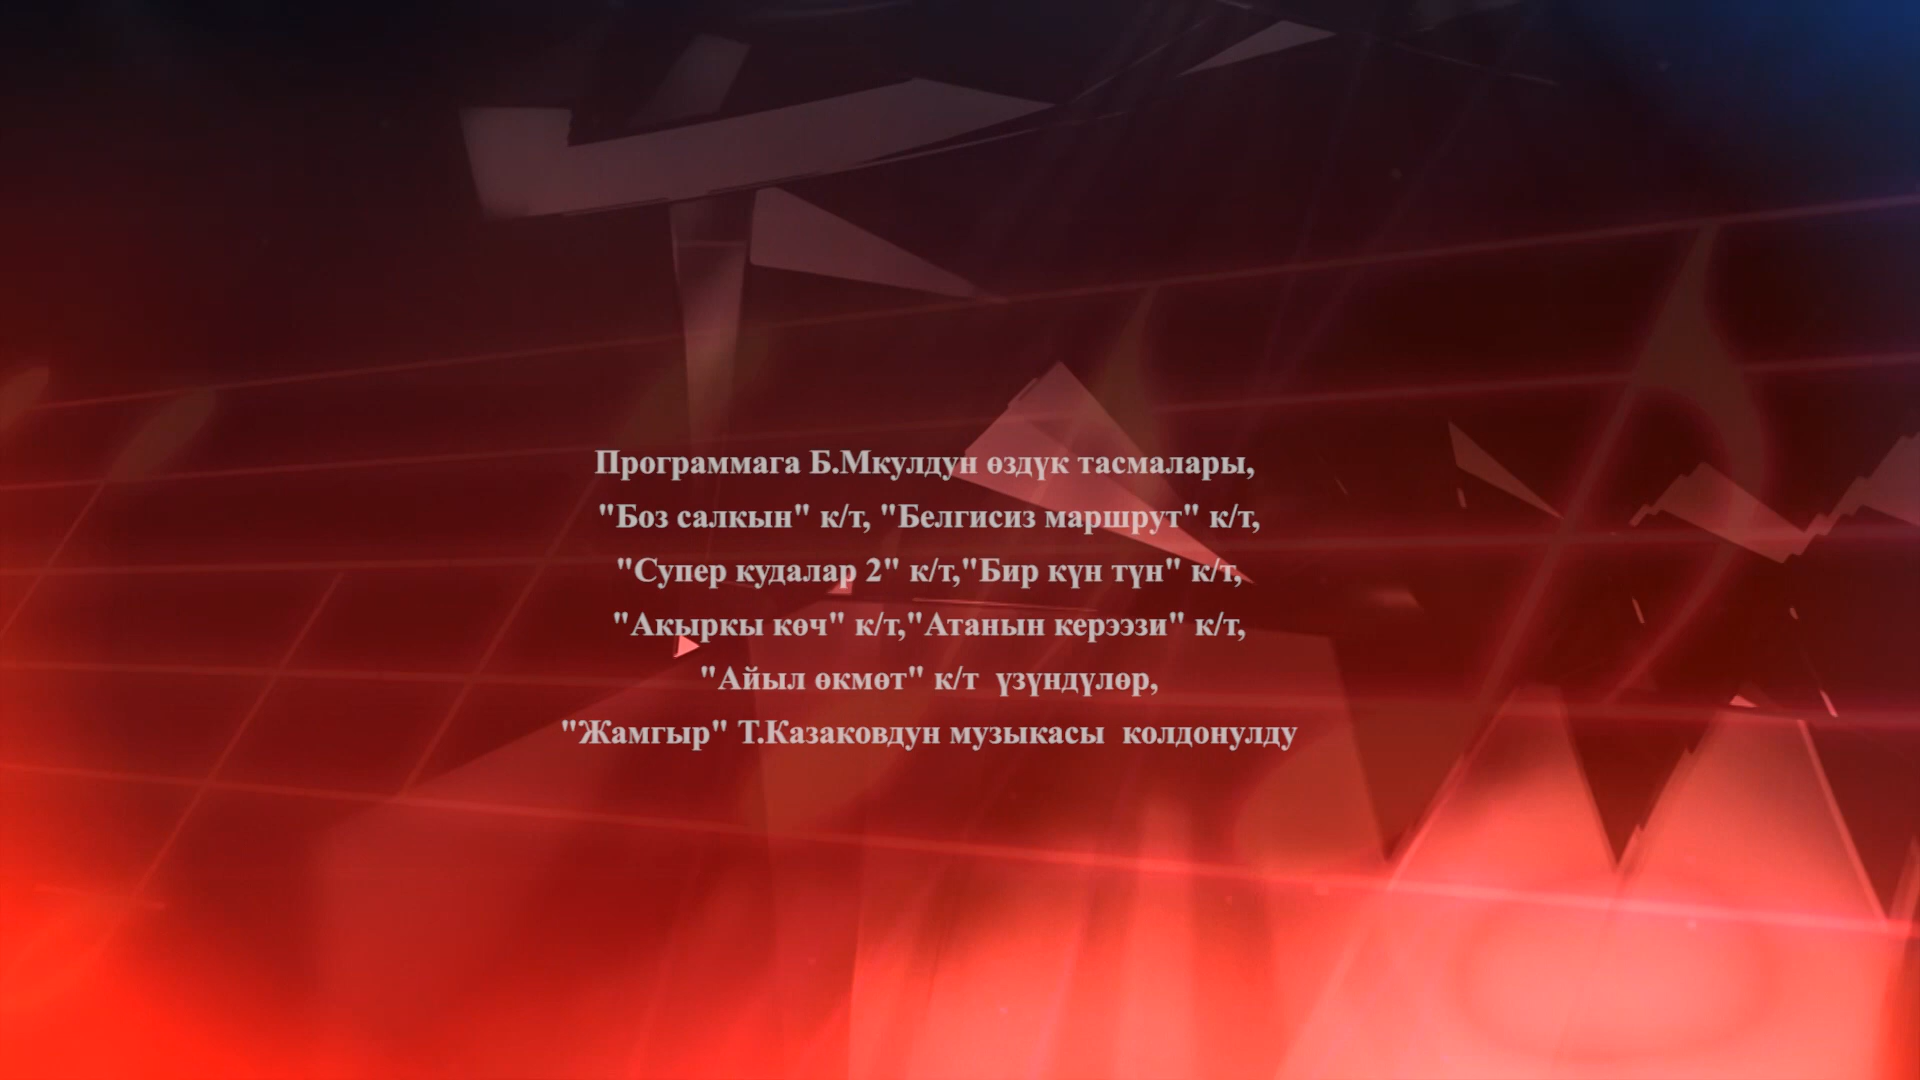 Программага Б.Мкулдун өздүк тасмалары,
"Боз салкын" к/т, "Белгисиз маршрут" к/т,
"Супер кудалар 2" к/т,"Бир күн түн" к/т,
"Акыркы көч" к/т,"Атанын керээзи" к/т,
"Айыл өкмөт" к/т  үзүндүлөр,
"Жамгыр" Т.Казаковдун музыкасы  колдонулду